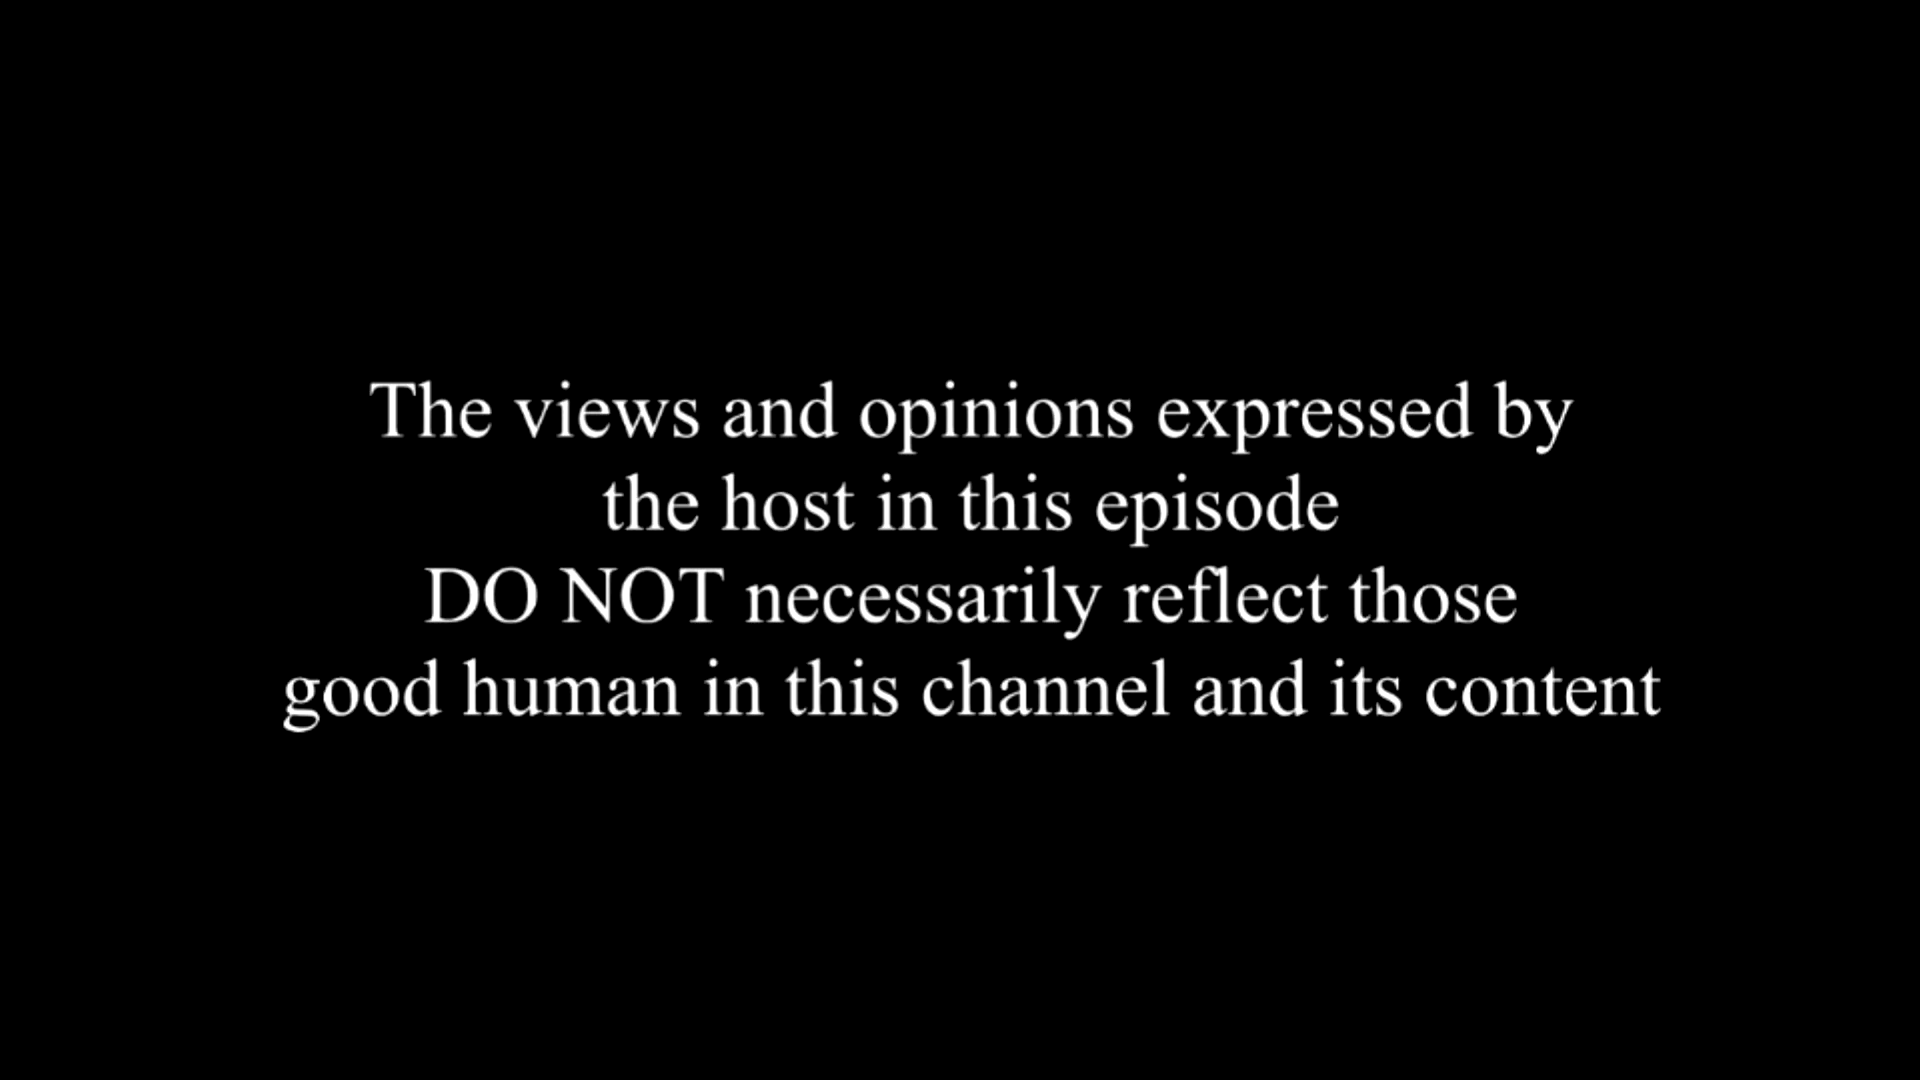 The views and opinions expressed by
the host in this episode
DO NOT necessarily reflect those
good human in this channel and its content